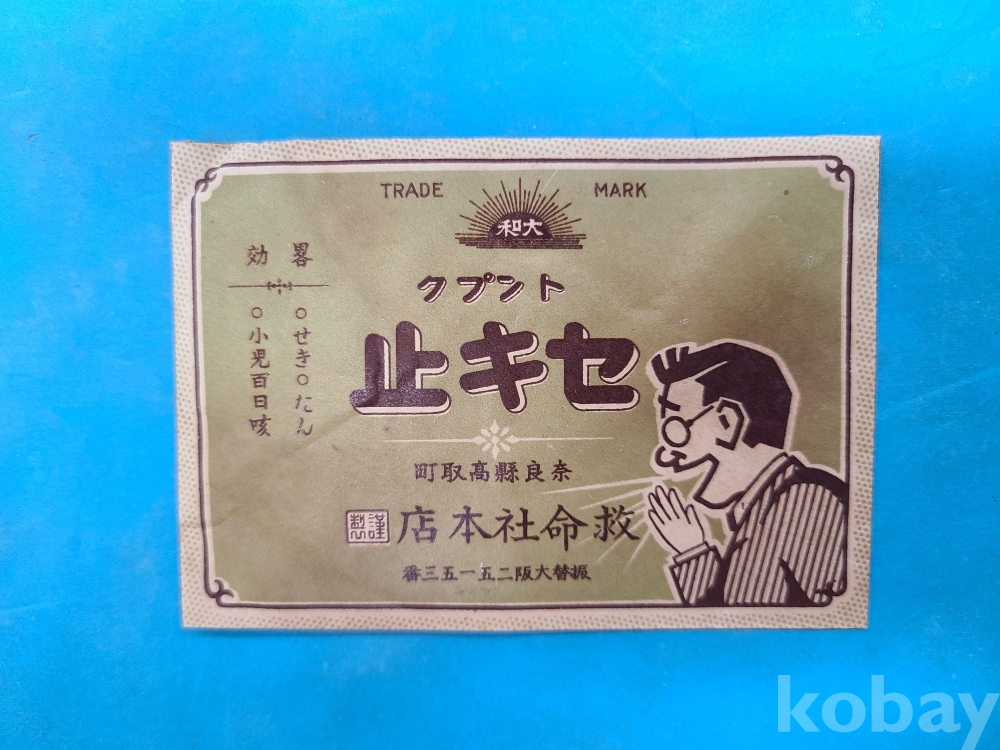 TRADE MARK
大和
トンプク
セキ止
奈良縣高取町
救命社本店 謹製
振替大阪二五一五三番
畧効
○せき○たん
○小児百日咳
kobay